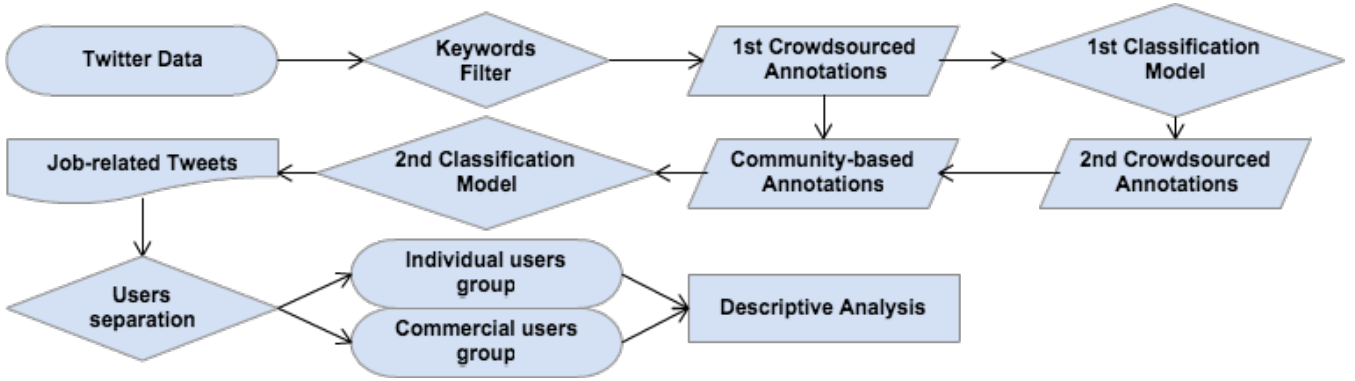 Twitter Data
Keywords
Filter
1st Crowdsourced
Annotations
1st Classification
Model
Job-related Tweets
2nd Classification
Model
Community-based
Annotations
2nd Crowdsourced
Annotations
Users
separation
Individual users
group
Commercial users
group
Descriptive Analysis